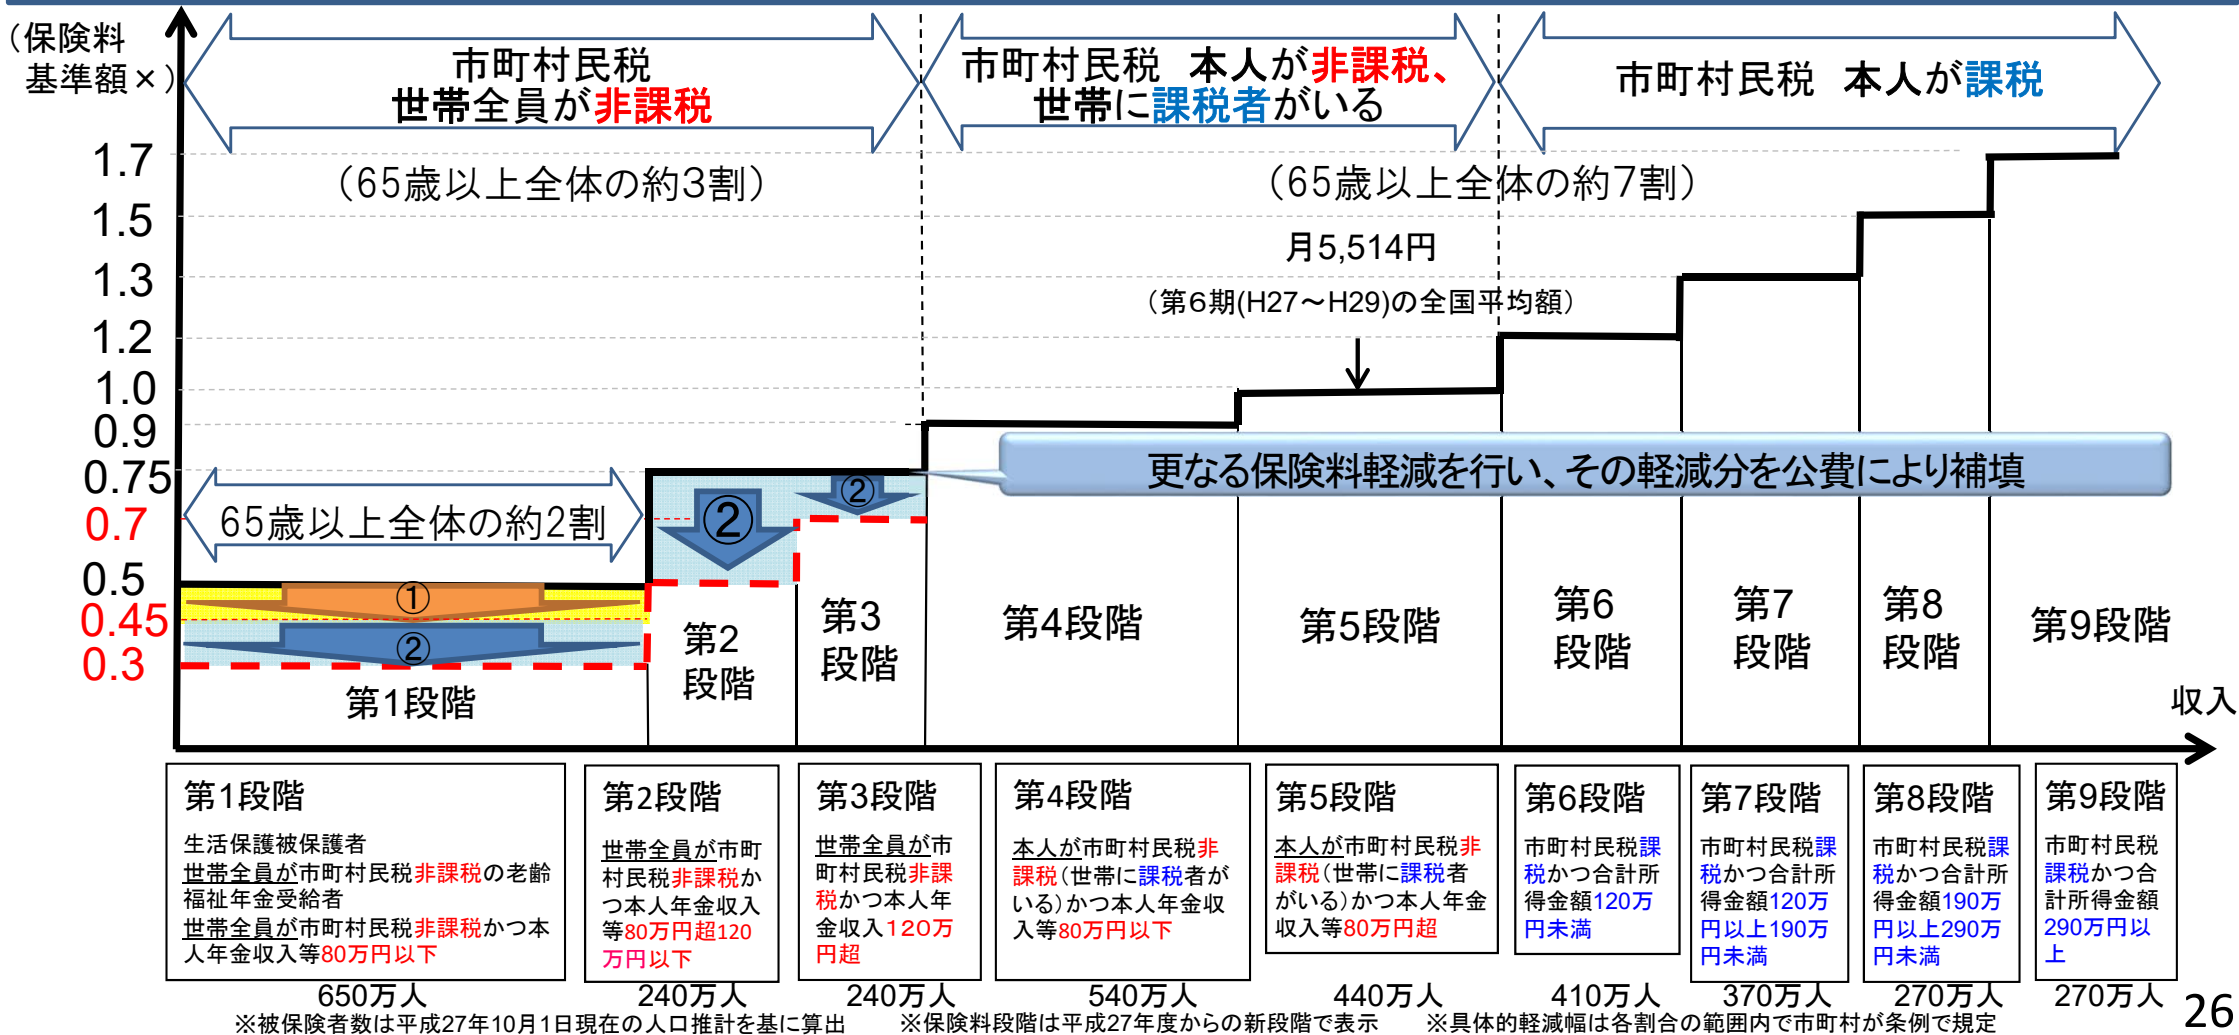 (保険料
基準額×)
市町村民税
世帯全員が非課税
市町村民税 本人が非課税、
世帯に課税者がいる
市町村民税 本人が課税
(65歳以上全体の約3割)
(65歳以上全体の約7割)
1.7
1.5
1.3
1.2
1.0
0.9
0.75
0.7
0.5
0.45
0.3
月5,514円
(第6期(H27～H29)の全国平均額)
更なる保険料軽減を行い、その軽減分を公費により補填
65歳以上全体の約2割
①
②
②
②
第1段階
第2
段階
第3
段階
第4段階
第5段階
第6
段階
第7
段階
第8
段階
第9段階
収入
第1段階
生活保護被保護者
世帯全員が市町村民税非課税の老齢
福祉年金受給者
世帯全員が市町村民税非課税かつ本
人年金収入等80万円以下
650万人
第2段階
世帯全員が市町
村民税非課税か
つ本人年金収入
等80万円超120
万円以下
240万人
第3段階
世帯全員が市
町村民税非課
税かつ本人年
金収入120万
円超
240万人
第4段階
本人が市町村民税非
課税(世帯に課税者が
いる)かつ本人年金収
入等80万円以下
540万人
第5段階
本人が市町村民税非
課税(世帯に課税者
がいる)かつ本人年金
収入等80万円超
440万人
第6段階
市町村民税課
税かつ合計所
得金額120万
円未満
410万人
第7段階
市町村民税課
税かつ合計所
得金額120万
円以上190万
円未満
370万人
第8段階
市町村民税課
税かつ合計所
得金額190万
円以上290万
円未満
270万人
第9段階
市町村民税
課税かつ合
計所得金額
290万円以
上
270万人
※被保険者数は平成27年10月1日現在の人口推計を基に算出 ※保険料段階は平成27年度からの新段階で表示 ※具体的軽減幅は各割合の範囲内で市町村が条例で規定
26